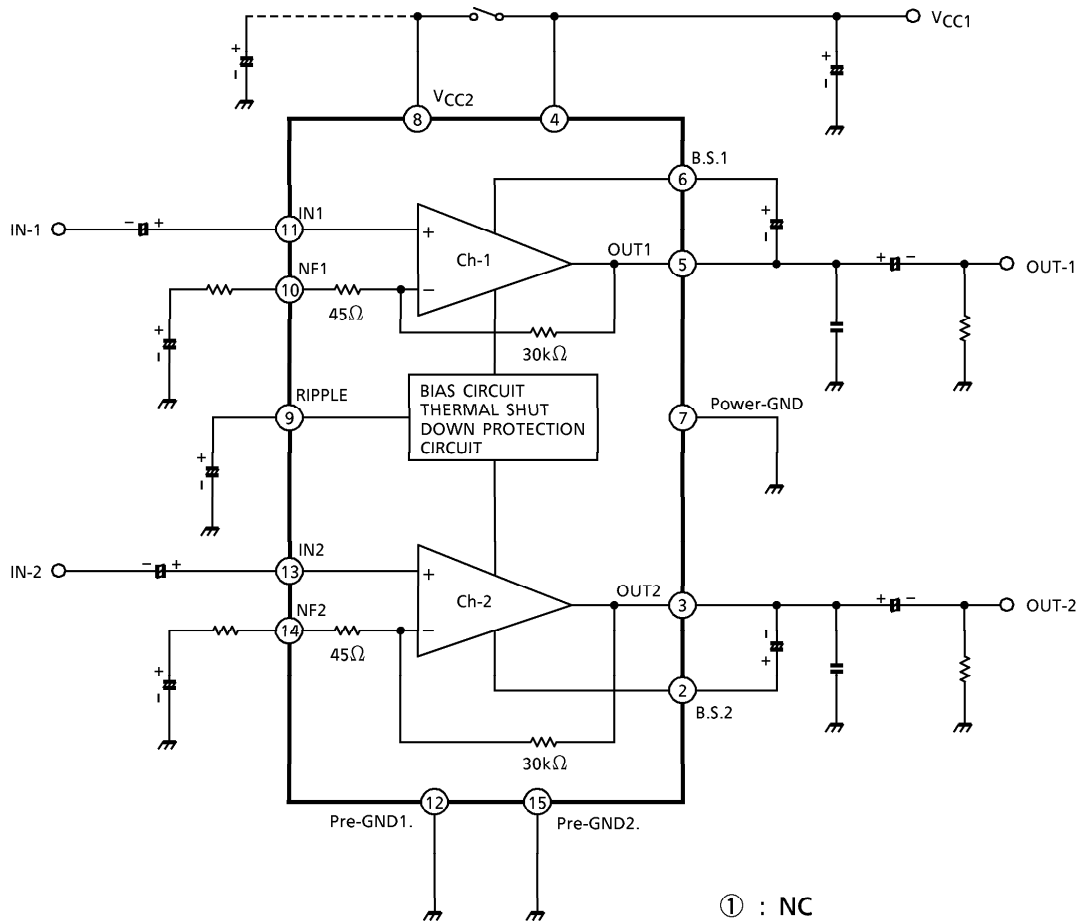 +
−
VCC1
+
−
VCC2
8
4
B.S.1
6
IN-1
− +
IN1
11
+
Ch-1
−
OUT1
5
+
−
+ −
OUT-1
NF1
10
45Ω
30kΩ
+
−
RIPPLE
9
BIAS CIRCUIT
THERMAL SHUT
DOWN PROTECTION
CIRCUIT
7
Power-GND
+
−
IN-2
− +
IN2
13
+
Ch-2
−
OUT2
3
+ −
OUT-2
NF2
14
45Ω
−
+
+
−
2
B.S.2
30kΩ
12
15
Pre-GND1.
Pre-GND2.
① : NC